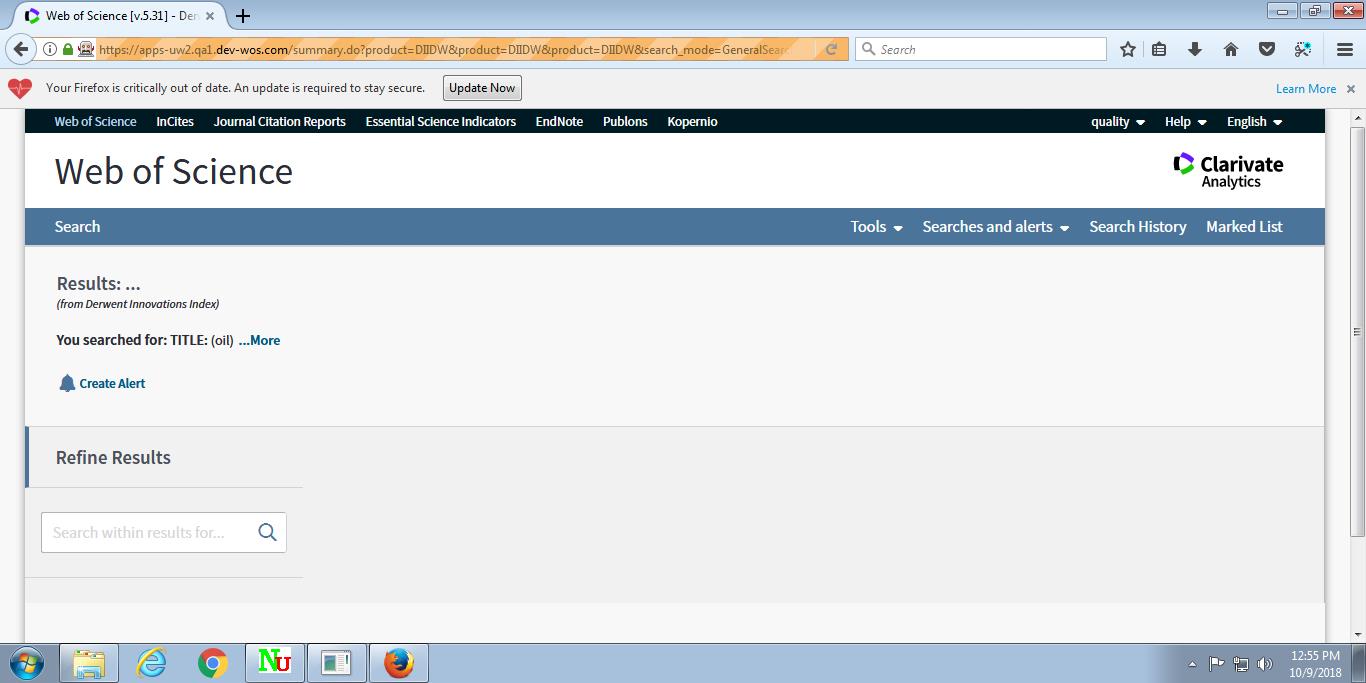 Web of Science [v.5.31] - De
https://apps-uw2.qa1.dev-wos.com/summary.do?product=DIIDW&product=DIIDW&product=DIIDW&search_mode=GeneralSear
Search
Your Firefox is critically out of date. An update is required to stay secure.
Update Now
Learn More
Web of Science InCites Journal Citation Reports Essential Science Indicators EndNote Publons Kopernio
quality Help English
Web of Science
Clarivate
Analytics
Search
Tools Searches and alerts Search History Marked List
Results: ...
(from Derwent Innovations Index)
You searched for: TITLE: (oil) ...More
Create Alert
Refine Results
Search within results for...
NU
12:55 PM
10/9/2018